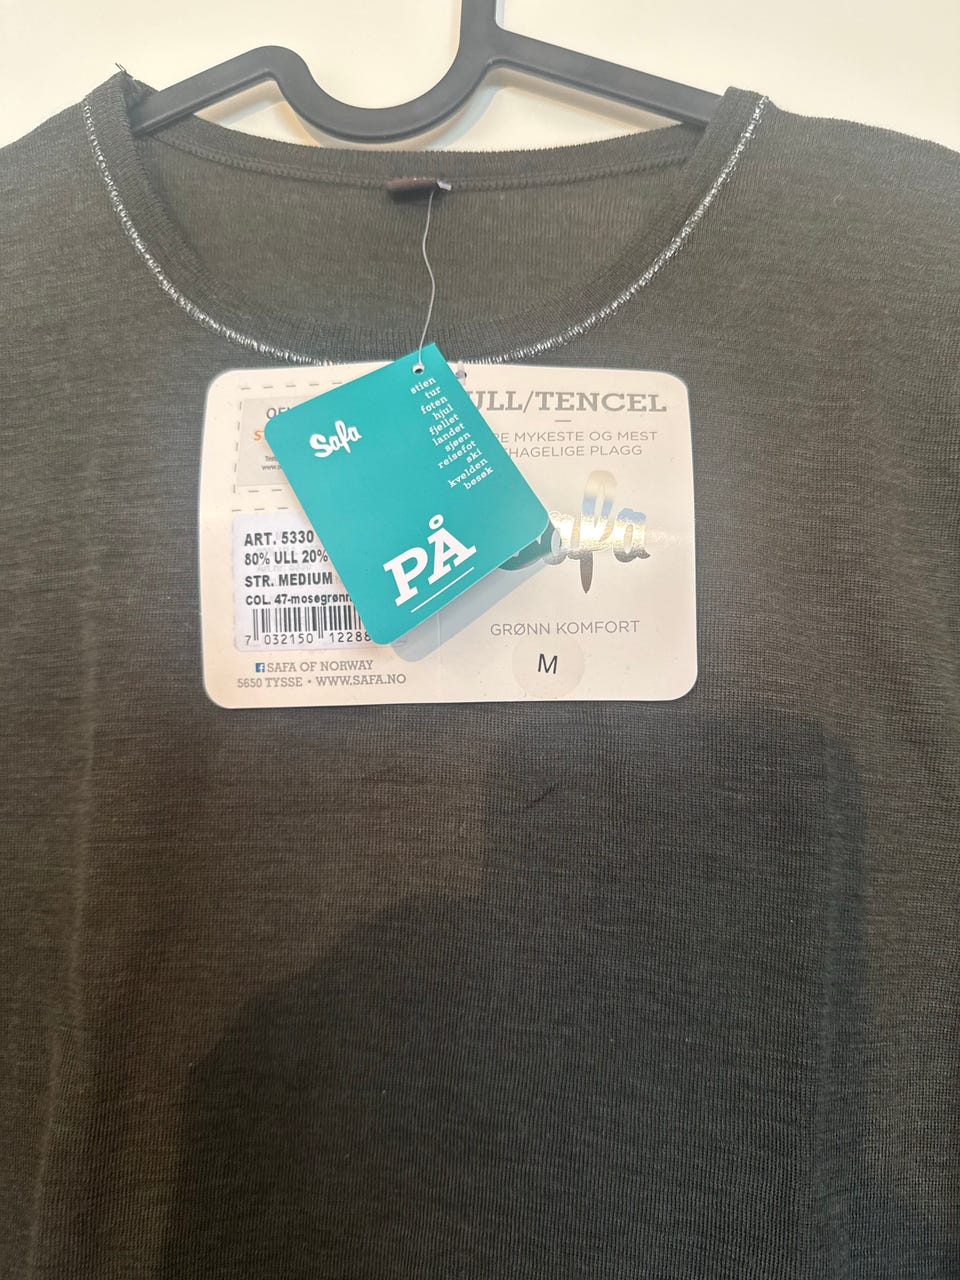 Safa
stien
tur
foten
hjul
fjellet
landet
sjøen
reisefot
ski
kvelden
besøk
PÅ
ART. 5330
80% ULL 20%
STR. MEDIUM
COL. 47-mosegrønn
7 032150 12288
SAFA OF NORWAY
5650 TYSSE • WWW.SAFA.NO
ULL/TENCEL
MYKESTE OG MEST
PLAGG
GRØNN KOMFORT
M